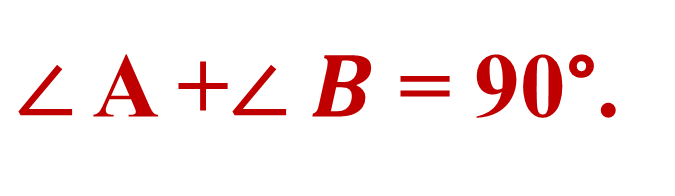 ∠ A +∠ B = 90°.